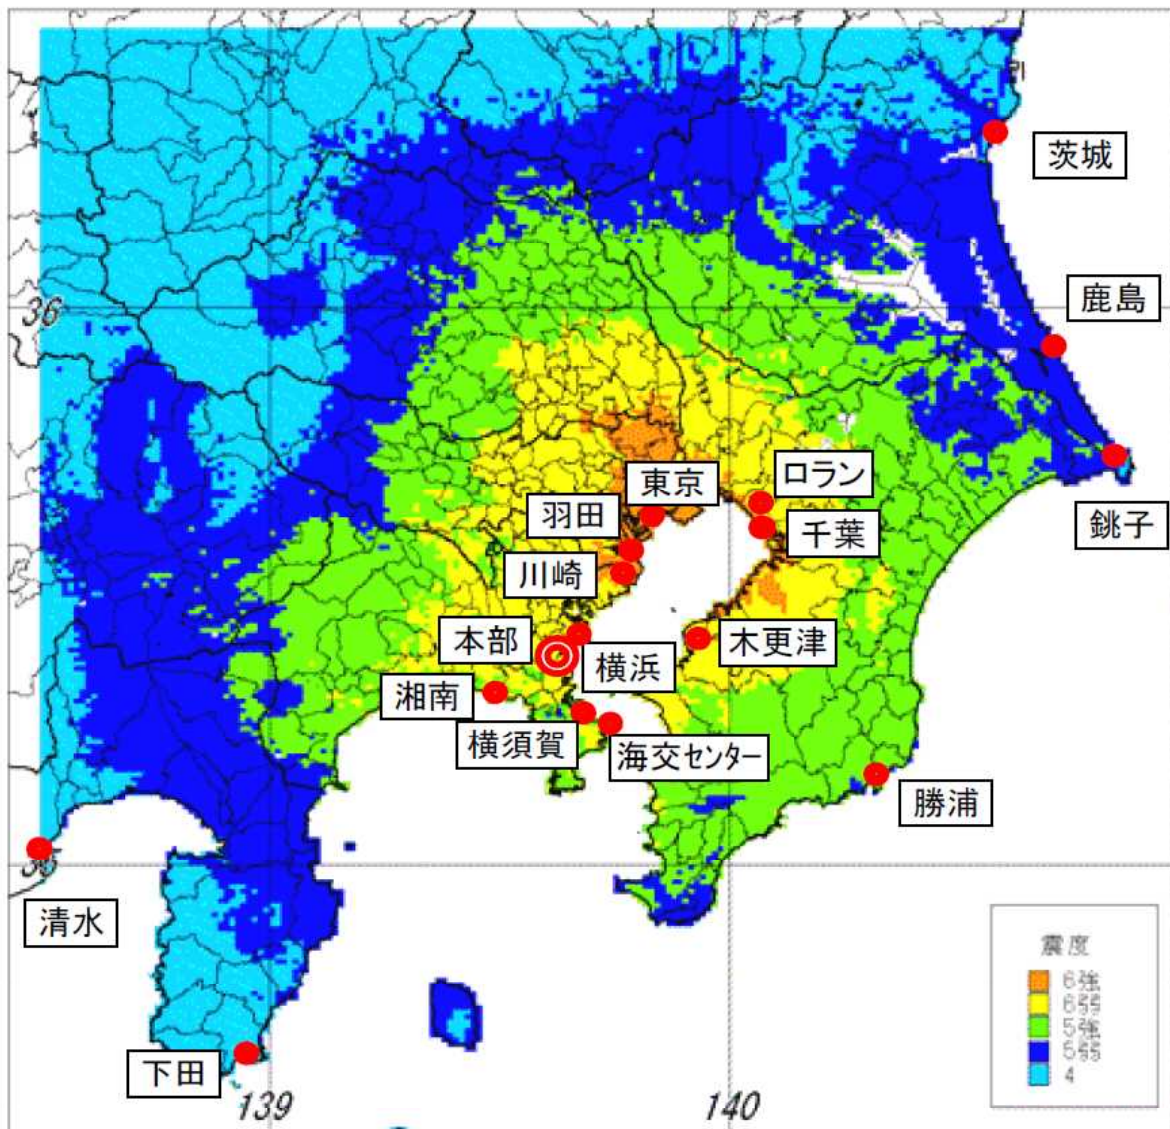 茨城
鹿島
36
ロラン
東京
羽田
千葉
銚子
川崎
本部
横浜
木更津
湘南
横須賀
海交センター
勝浦
清水
下田
139
140
震度
6強
6弱
5強
5弱
4